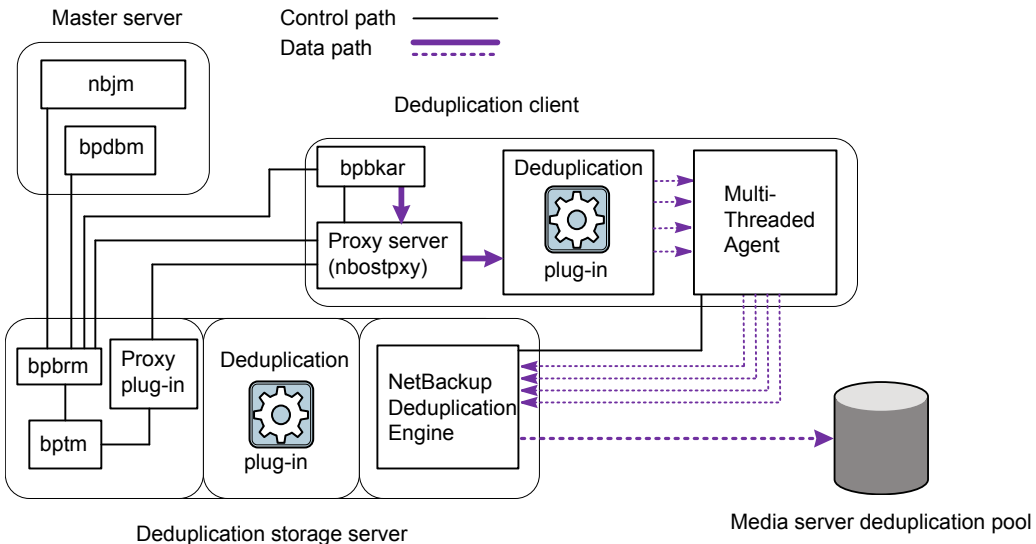 Master server
Control path
Data path
nbjm
bpdbm
Deduplication client
bpbkar
Proxy server
(nbostpxy)
Deduplication
plug-in
Multi-
Threaded
Agent
bpbrm
Proxy
plug-in
bptm
Deduplication
plug-in
NetBackup
Deduplication
Engine
Deduplication storage server
Media server deduplication pool